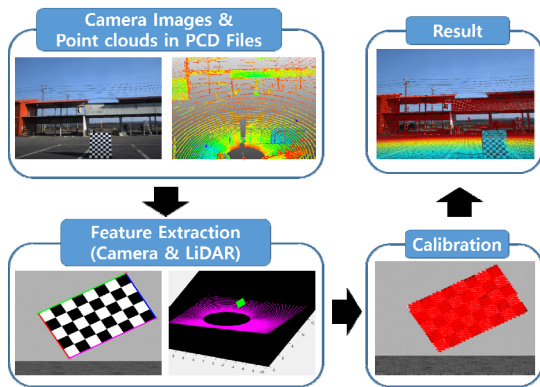 Camera Images &
Point clouds in PCD Files
Result
Feature Extraction
(Camera & LiDAR)
Calibration